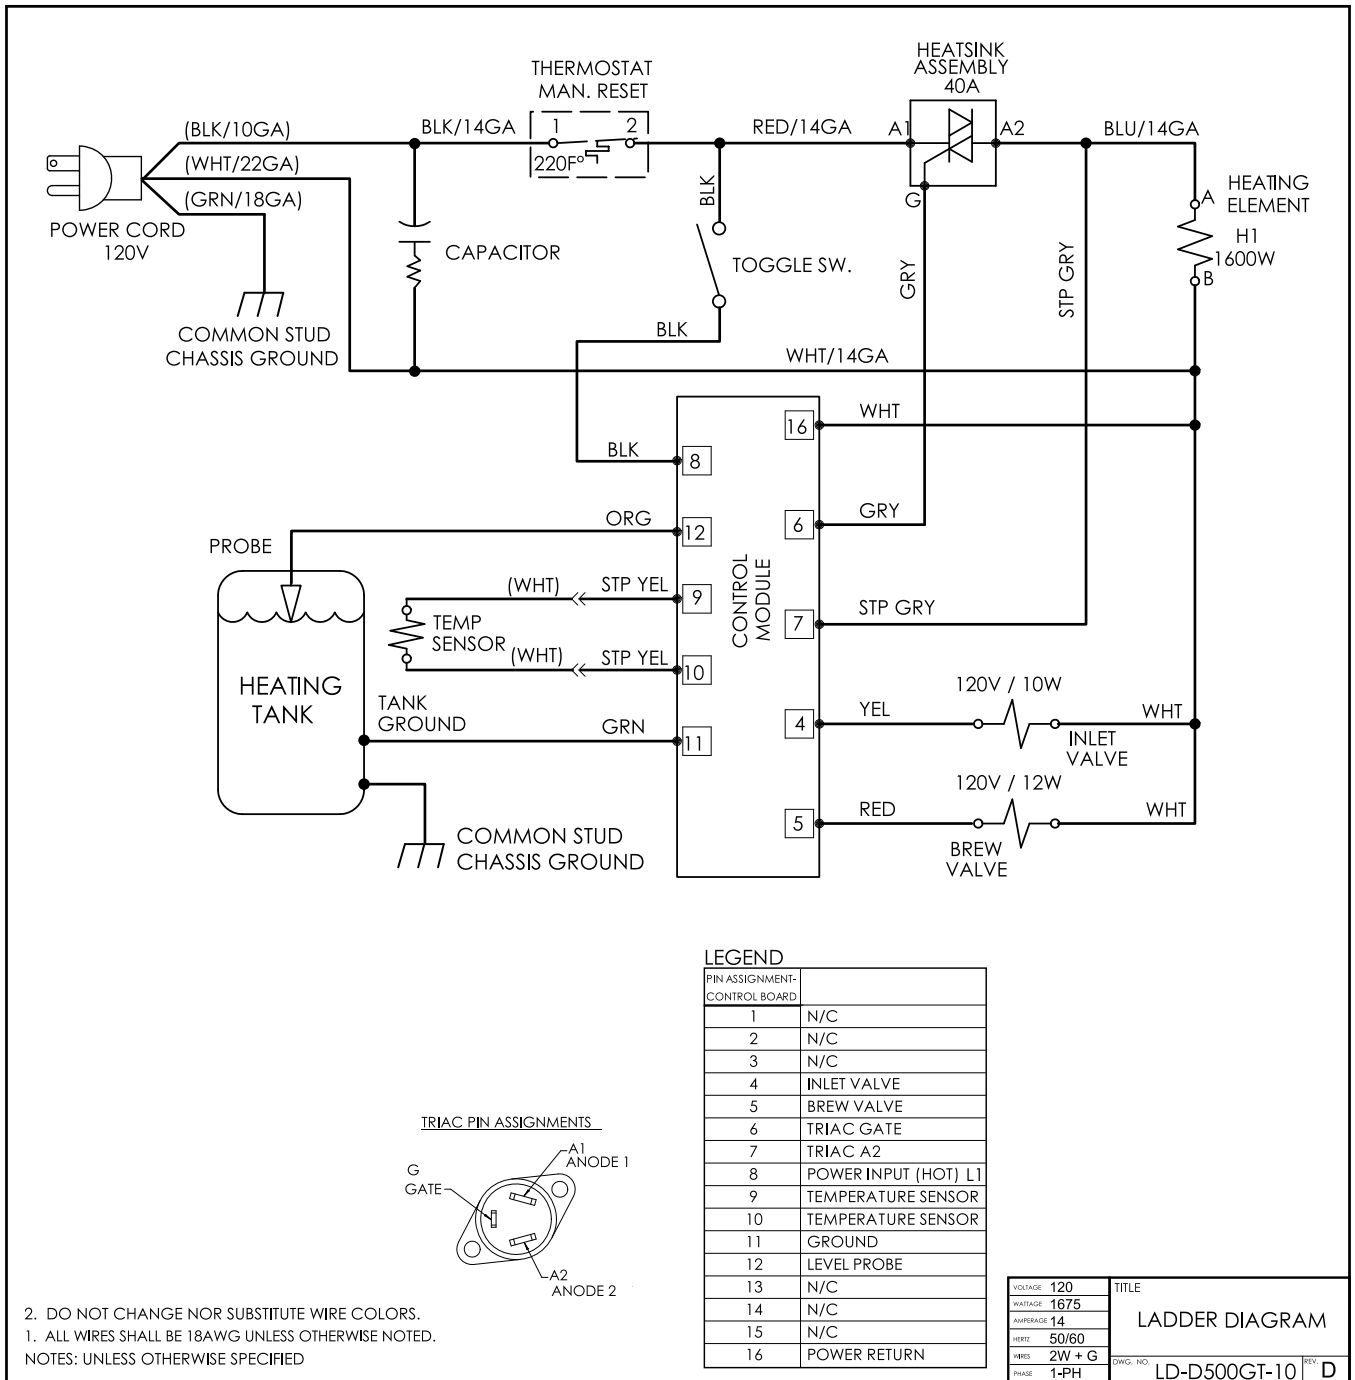 HEATSINK
ASSEMBLY
40A
THERMOSTAT
MAN. RESET
(BLK/10GA)
BLK/14GA
1
2
RED/14GA
A1
A2
BLU/14GA
220F°
(WHT/22GA)
(GRN/18GA)
BLK
G
A
HEATING
ELEMENT
POWER CORD
120V
CAPACITOR
TOGGLE SW.
GRY
STP GRY
H1
1600W
B
COMMON STUD
CHASSIS GROUND
BLK
WHT/14GA
16
WHT
BLK
8
ORG
12
6
GRY
PROBE
(WHT)
STP YEL
9
CONTROL
MODULE
7
STP GRY
TEMP
SENSOR
(WHT)
STP YEL
10
HEATING
TANK
TANK
GROUND
GRN
11
4
YEL
120V / 10W
WHT
INLET
VALVE
120V / 12W
5
RED
WHT
BREW
VALVE
COMMON STUD
CHASSIS GROUND
LEGEND
PIN ASSIGNMENT-
CONTROL BOARD
1 N/C
2 N/C
3 N/C
4 INLET VALVE
5 BREW VALVE
6 TRIAC GATE
7 TRIAC A2
8 POWER INPUT (HOT) L1
9 TEMPERATURE SENSOR
10 TEMPERATURE SENSOR
11 GROUND
12 LEVEL PROBE
13 N/C
14 N/C
15 N/C
16 POWER RETURN
TRIAC PIN ASSIGNMENTS
A1
ANODE 1
G
GATE
A2
ANODE 2
2. DO NOT CHANGE NOR SUBSTITUTE WIRE COLORS.
1. ALL WIRES SHALL BE 18AWG UNLESS OTHERWISE NOTED.
NOTES: UNLESS OTHERWISE SPECIFIED
VOLTAGE 120
WATTAGE 1675
AMPERAGE 14
HERTZ 50/60
WIRES 2W + G
PHASE 1-PH
TITLE
LADDER DIAGRAM
DWG. NO. LD-D500GT-10
REV. D